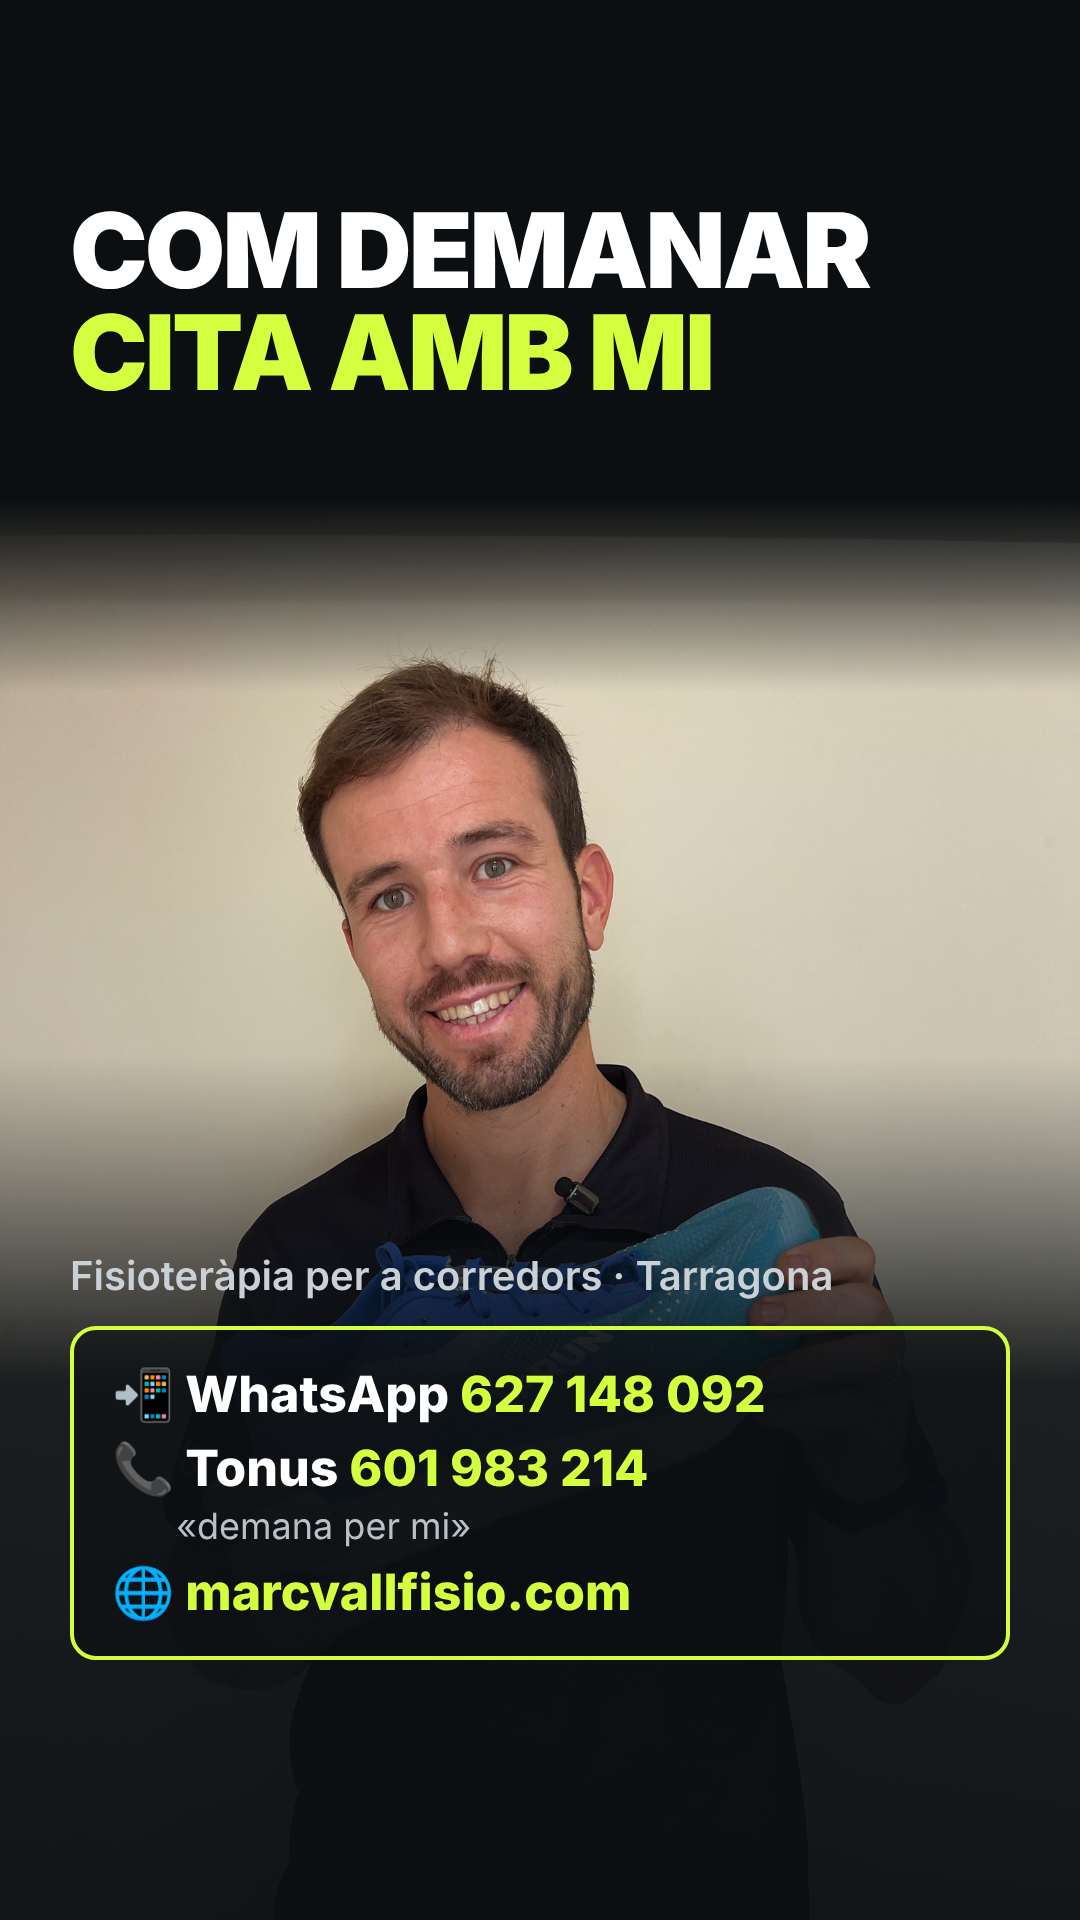 COM DEMANAR
CITA AMB MI
Fisioteràpia per a corredors · Tarragona
RUN
📲 WhatsApp 627 148 092
📞 Tonus 601 983 214
«demana per mi»
🌐 marcvallfisio.com